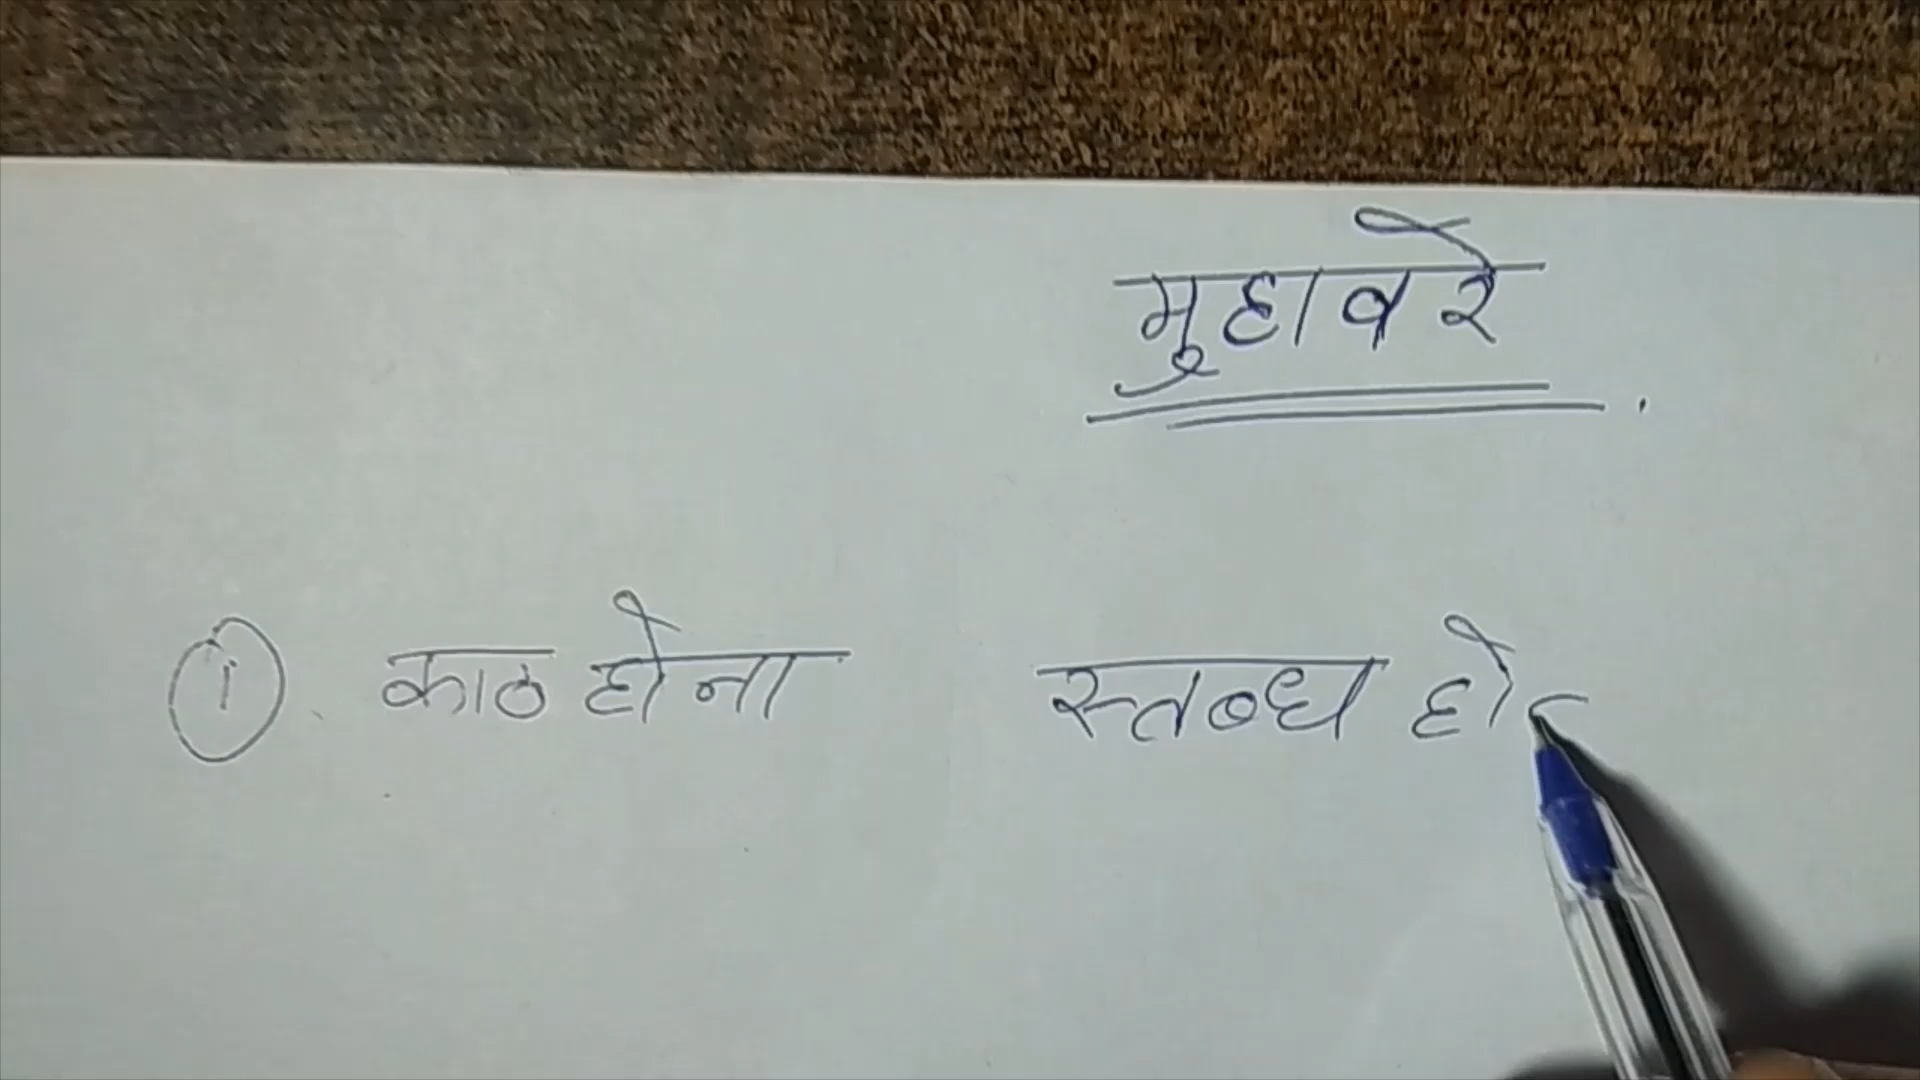 मुहावरे
① काठ होना स्तब्ध हो